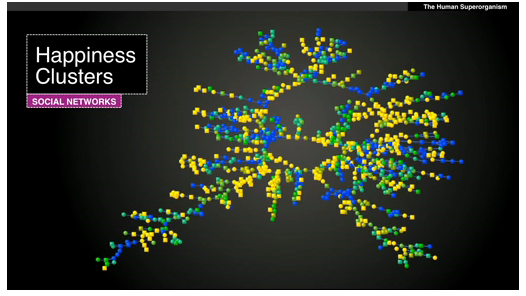 The Human Superorganism
Happiness
Clusters
SOCIAL NETWORKS